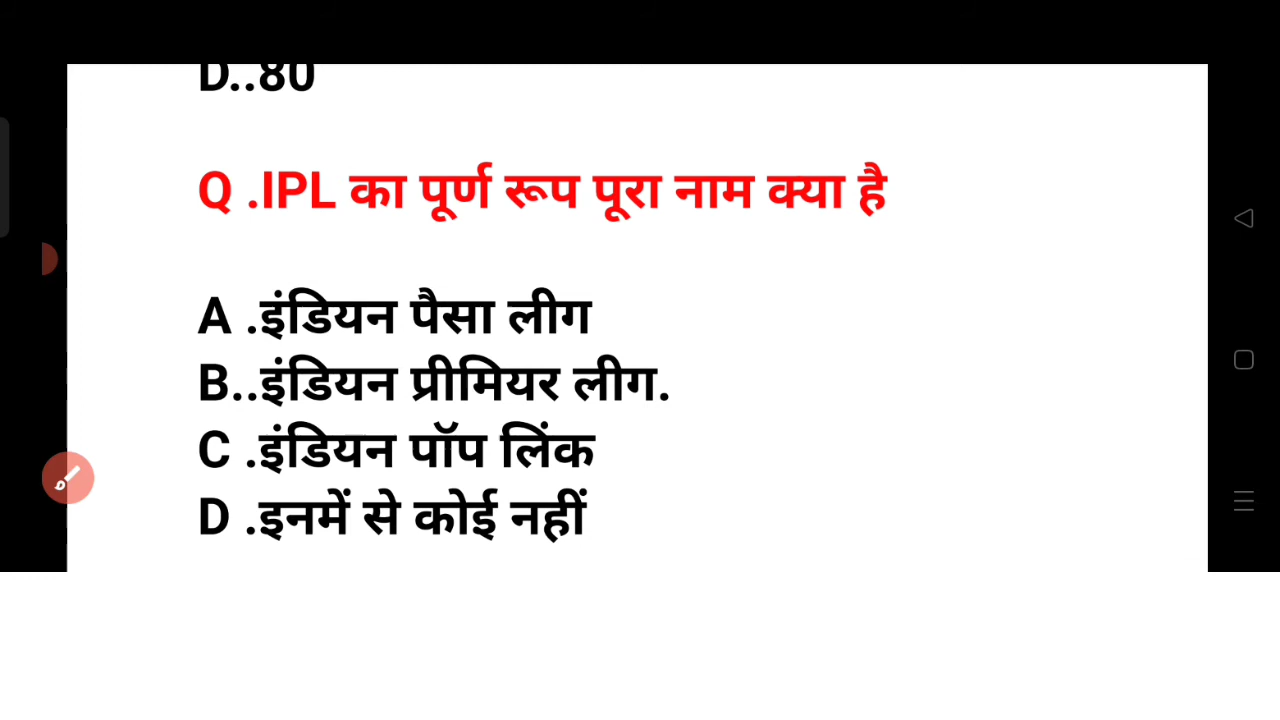 D..80
Q .IPL का पूर्ण रूप पूरा नाम क्या है
A .इंडियन पैसा लीग
B..इंडियन प्रीमियर लीग.
C .इंडियन पॉप लिंक
D .इनमें से कोई नहीं